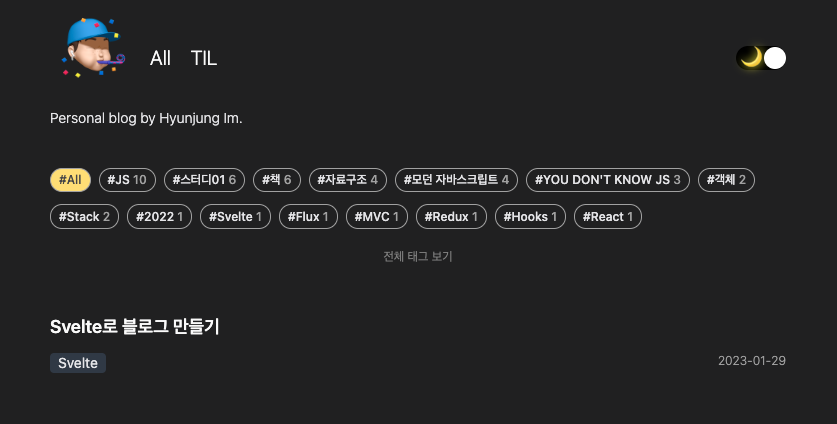 All TIL
Personal blog by Hyunjung Im.
#All #JS 10 #스터디01 6 #책 6 #자료구조 4 #모던 자바스크립트 4 #YOU DON'T KNOW JS 3 #객체 2
#Stack 2 #2022 1 #Svelte 1 #Flux 1 #MVC 1 #Redux 1 #Hooks 1 #React 1
전체 태그 보기
Svelte로 블로그 만들기
Svelte 2023-01-29